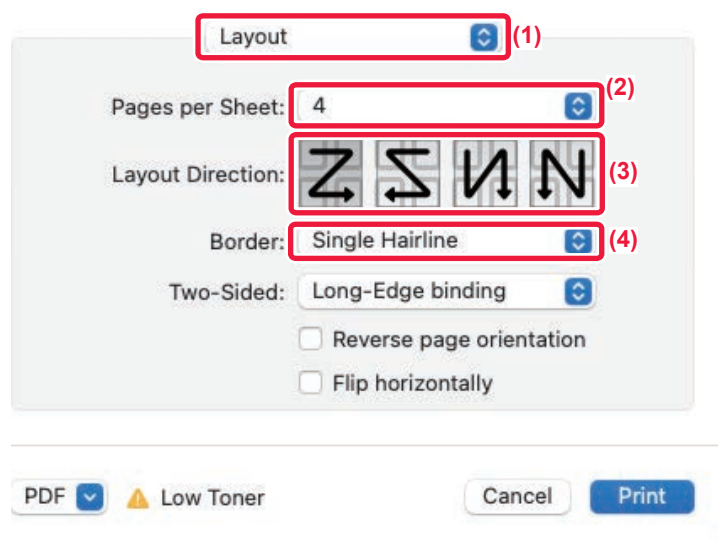 Layout (1)
Pages per Sheet: 4 (2)
Layout Direction: (3)
Border: Single Hairline (4)
Two-Sided: Long-Edge binding
Reverse page orientation
Flip horizontally
PDF Low Toner Cancel Print